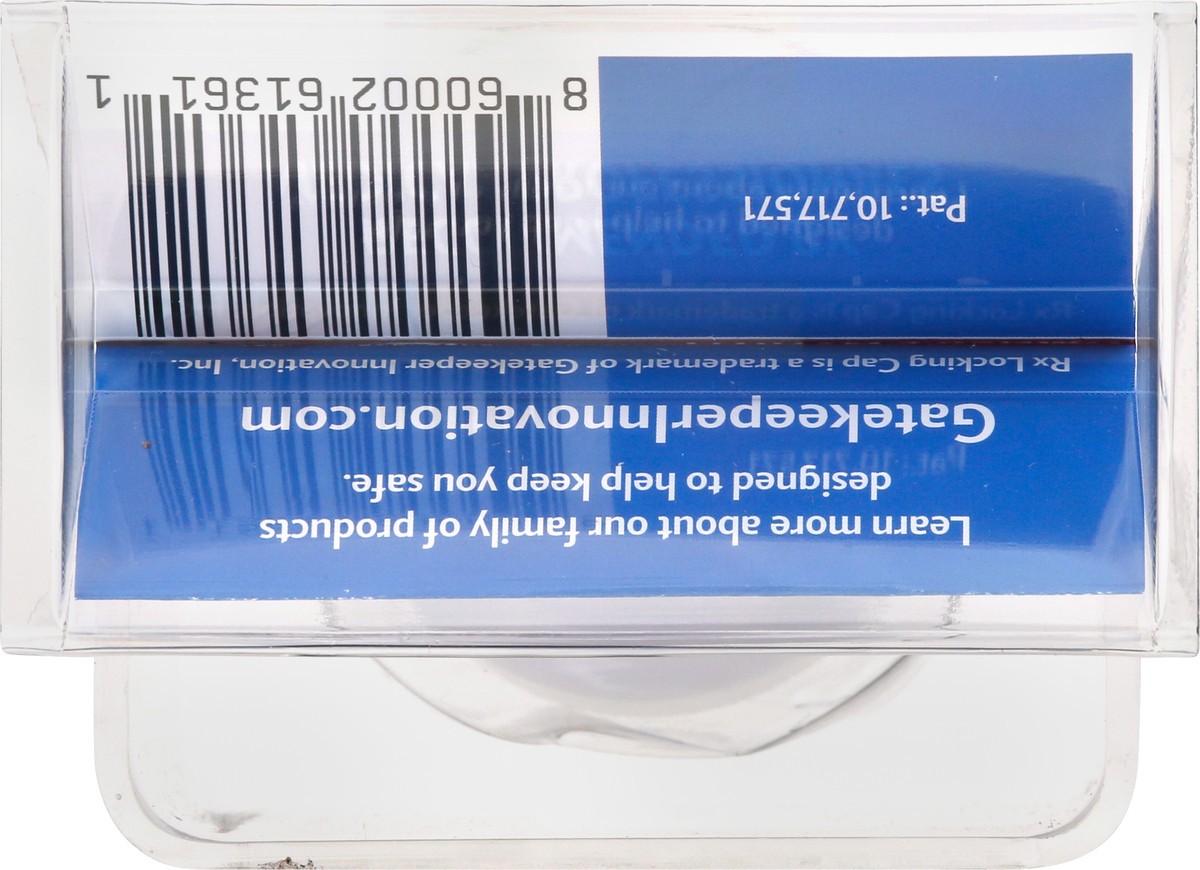 Learn more about our family of products
designed to help keep you safe.
GatekeeperInnovation.com
Rx Locking Cap is a trademark of Gatekeeper Innovation, Inc.
Pat.: 10,717,571
8 60002 61361 1